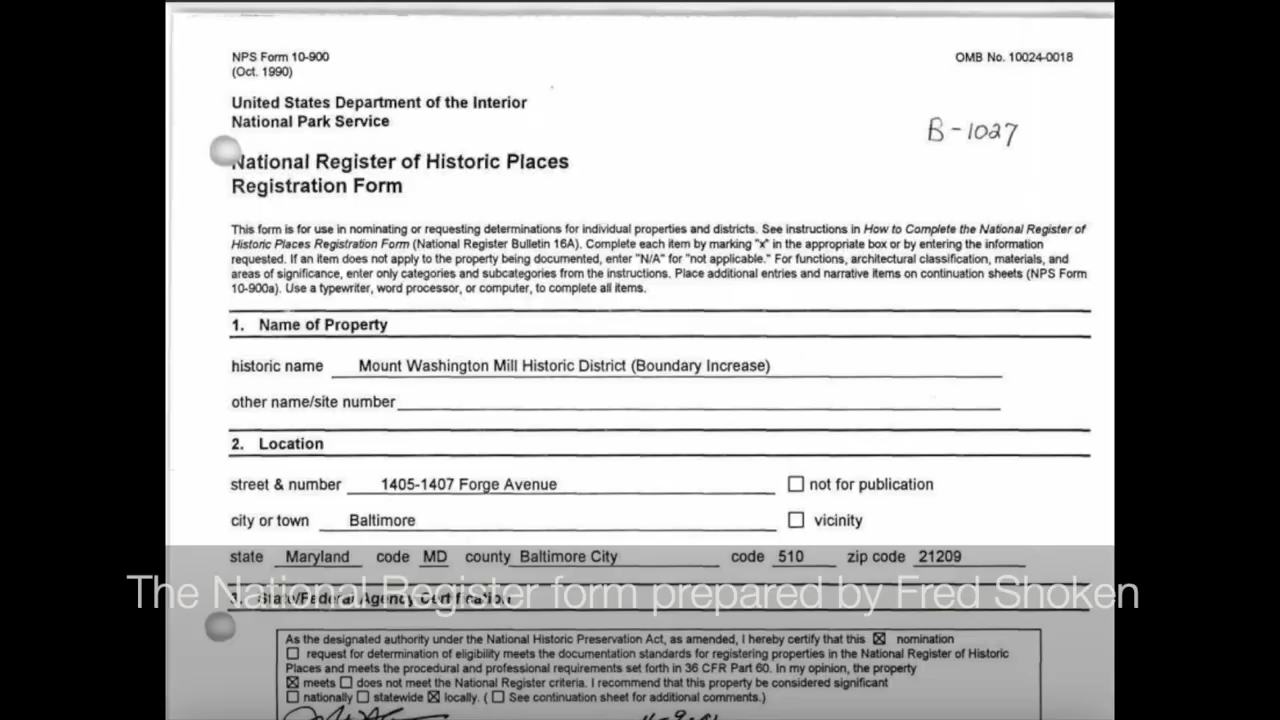 NPS Form 10-900
(Oct. 1990)
OMB No. 10024-0018
United States Department of the Interior
National Park Service
B-1027
National Register of Historic Places
Registration Form
This form is for use in nominating or requesting determinations for individual properties and districts. See instructions in How to Complete the National Register of
Historic Places Registration Form (National Register Bulletin 16A). Complete each item by marking "x" in the appropriate box or by entering the information
requested. If an item does not apply to the property being documented, enter "N/A" for "not applicable." For functions, architectural classification, materials, and
areas of significance, enter only categories and subcategories from the instructions. Place additional entries and narrative items on continuation sheets (NPS Form
10-900a). Use a typewriter, word processor, or computer, to complete all items.
1. Name of Property
historic name Mount Washington Mill Historic District (Boundary Increase)
other name/site number
2. Location
street & number 1405-1407 Forge Avenue not for publication
city or town Baltimore vicinity
state Maryland code MD county Baltimore City code 510 zip code 21209
The National Register form prepared by Fred Shoken
3. State/Federal Agency Certification
As the designated authority under the National Historic Preservation Act, as amended, I hereby certify that this ☒ nomination
☐ request for determination of eligibility meets the documentation standards for registering properties in the National Register of Historic
Places and meets the procedural and professional requirements set forth in 36 CFR Part 60. In my opinion, the property
☒ meets ☐ does not meet the National Register criteria. I recommend that this property be considered significant
☐ nationally ☐ statewide ☒ locally. ( ☐ See continuation sheet for additional comments.)